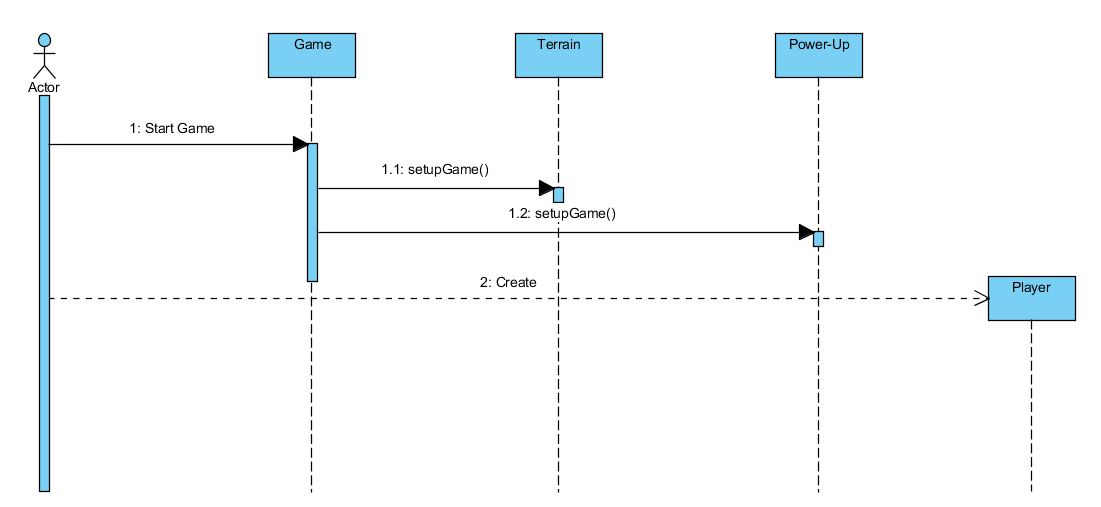 Game
Terrain
Power-Up
Actor
1: Start Game
1.1: setupGame()
1.2: setupGame()
2: Create
Player